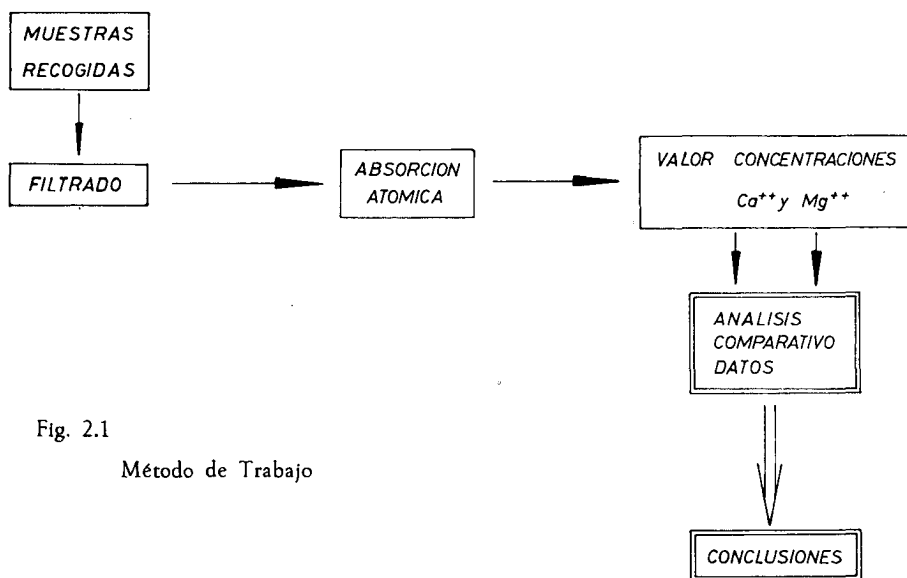 MUESTRAS
RECOGIDAS
FILTRADO
ABSORCION
ATOMICA
VALOR CONCENTRACIONES
Ca++ y Mg++
ANALISIS
COMPARATIVO
DATOS
CONCLUSIONES
Fig. 2.1
Método de Trabajo